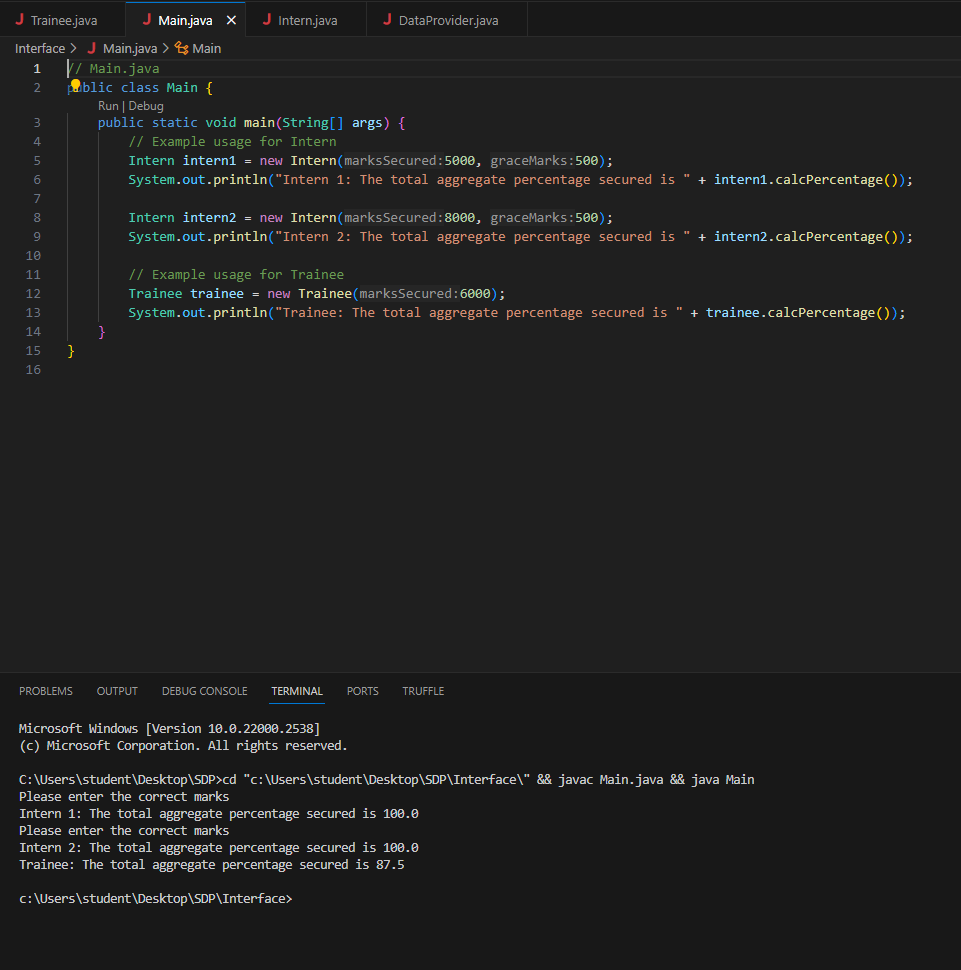 Trainee.java
Main.java
Intern.java
DataProvider.java
Interface > Main.java > Main
1 // Main.java
2 public class Main {
Run | Debug
3 public static void main(String[] args) {
4 // Example usage for Intern
5 Intern intern1 = new Intern(marksSecured:5000, graceMarks:500);
6 System.out.println("Intern 1: The total aggregate percentage secured is " + intern1.calcPercentage());
7
8 Intern intern2 = new Intern(marksSecured:8000, graceMarks:500);
9 System.out.println("Intern 2: The total aggregate percentage secured is " + intern2.calcPercentage());
10
11 // Example usage for Trainee
12 Trainee trainee = new Trainee(marksSecured:6000);
13 System.out.println("Trainee: The total aggregate percentage secured is " + trainee.calcPercentage());
14 }
15 }
16
PROBLEMS OUTPUT DEBUG CONSOLE TERMINAL PORTS TRUFFLE
Microsoft Windows [Version 10.0.22000.2538]
(c) Microsoft Corporation. All rights reserved.
C:\Users\student\Desktop\SDP>cd "c:\Users\student\Desktop\SDP\Interface\" && javac Main.java && java Main
Please enter the correct marks
Intern 1: The total aggregate percentage secured is 100.0
Please enter the correct marks
Intern 2: The total aggregate percentage secured is 100.0
Trainee: The total aggregate percentage secured is 87.5
c:\Users\student\Desktop\SDP\Interface>